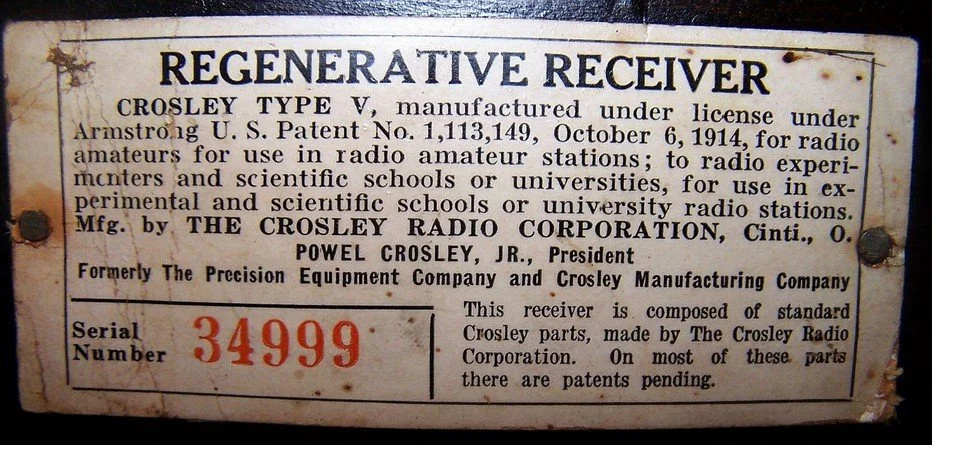 REGENERATIVE RECEIVER
CROSLEY TYPE V, manufactured under license under
Armstrong U. S. Patent No. 1,113,149, October 6, 1914, for radio
amateurs for use in radio amateur stations; to radio experi-
menters and scientific schools or universities, for use in ex-
perimental and scientific schools or university radio stations.
Mfg. by THE CROSLEY RADIO CORPORATION, Cinti., O.
POWEL CROSLEY, JR., President
Formerly The Precision Equipment Company and Crosley Manufacturing Company
Serial
Number 34999
This receiver is composed of standard
Crosley parts, made by The Crosley Radio
Corporation. On most of these parts
there are patents pending.